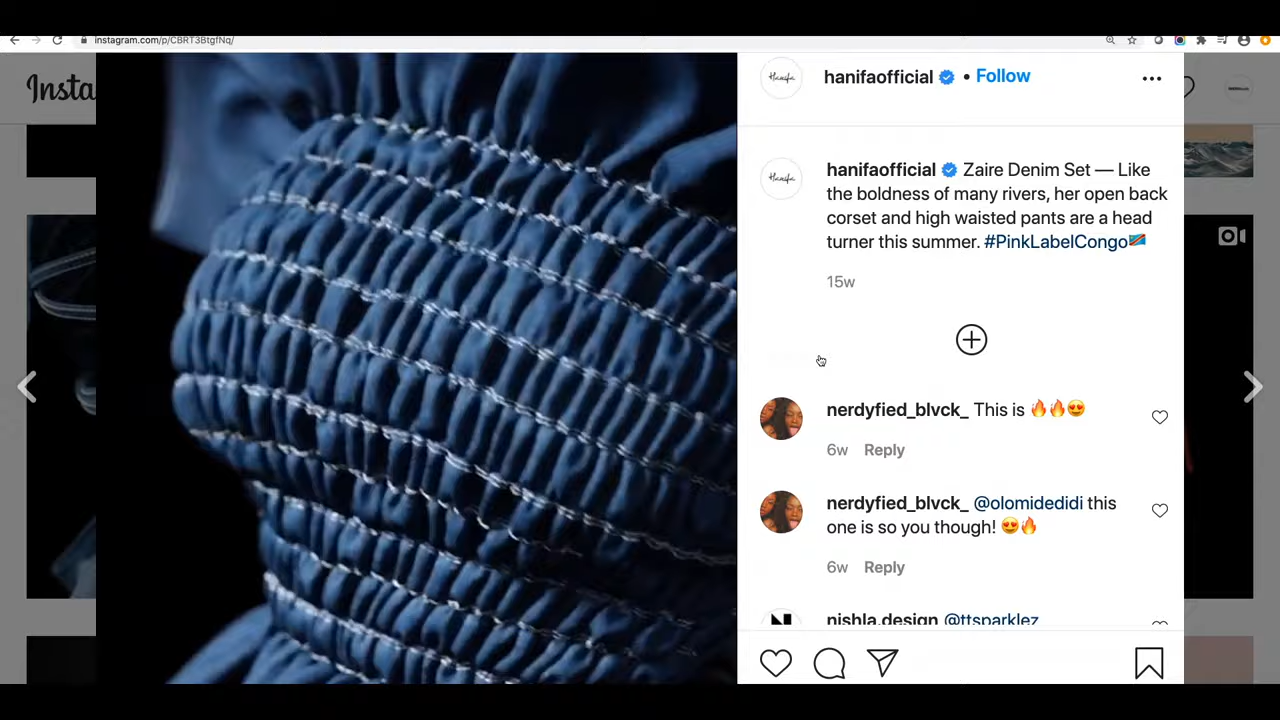 instagram.com/p/CBRT3BtgfNq/
Insta
Hanifa
hanifaofficial • Follow
Hanifa
hanifaofficial Zaire Denim Set — Like
the boldness of many rivers, her open back
corset and high waisted pants are a head
turner this summer. #PinkLabelCongo🇨🇩
15w
nerdyfied_blvck_ This is 🔥🔥😍
6w Reply
nerdyfied_blvck_ @olomidedidi this
one is so you though! 😍🔥
6w Reply
nishla.design @ttsparklez